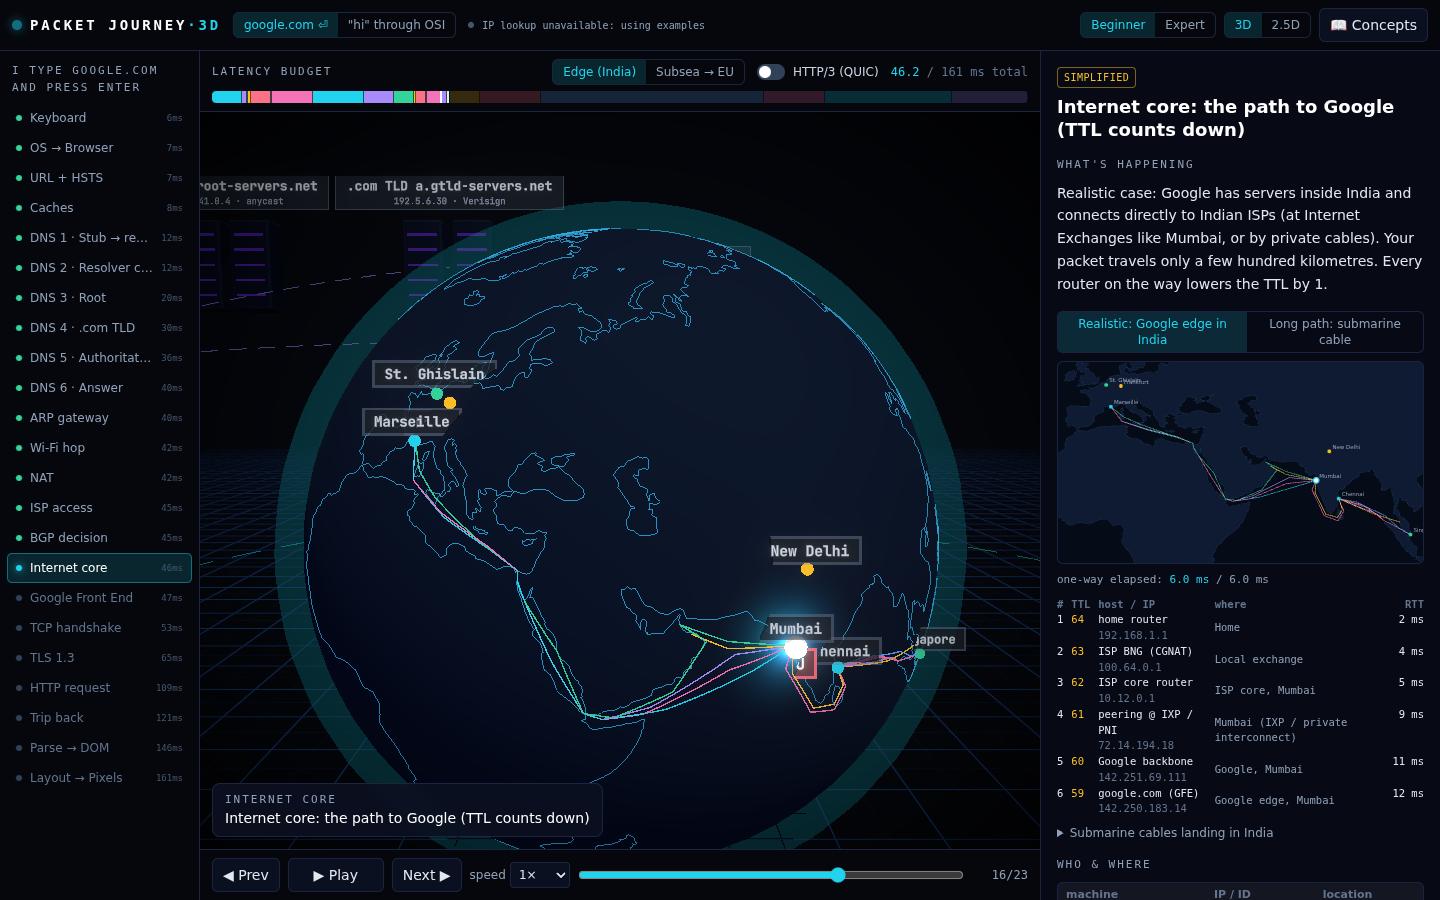 PACKET JOURNEY·3D
google.com ⏎
"hi" through OSI
IP lookup unavailable: using examples
Beginner
Expert
3D
2.5D
📖 Concepts
I TYPE GOOGLE.COM
AND PRESS ENTER
Keyboard 6ms
OS → Browser 7ms
URL + HSTS 7ms
Caches 8ms
DNS 1 · Stub → re… 12ms
DNS 2 · Resolver c… 12ms
DNS 3 · Root 20ms
DNS 4 · .com TLD 30ms
DNS 5 · Authoritat… 36ms
DNS 6 · Answer 40ms
ARP gateway 40ms
Wi-Fi hop 42ms
NAT 42ms
ISP access 45ms
BGP decision 45ms
Internet core 46ms
Google Front End 47ms
TCP handshake 53ms
TLS 1.3 65ms
HTTP request 109ms
Trip back 121ms
Parse → DOM 146ms
Layout → Pixels 161ms
LATENCY BUDGET
Edge (India)
Subsea → EU
HTTP/3 (QUIC)
46.2 / 161 ms total
root-servers.net
41.0.4 · anycast
.com TLD a.gtld-servers.net
192.5.6.30 · Verisign
St. Ghislain
Marseille
New Delhi
Mumbai
nennai
apore
J
INTERNET CORE
Internet core: the path to Google (TTL counts down)
◀ Prev
▶ Play
Next ▶
speed
1×
16/23
SIMPLIFIED
Internet core: the path to Google
(TTL counts down)
WHAT'S HAPPENING
Realistic case: Google has servers inside India and
connects directly to Indian ISPs (at Internet
Exchanges like Mumbai, or by private cables). Your
packet travels only a few hundred kilometres. Every
router on the way lowers the TTL by 1.
Realistic: Google edge in
India
Long path: submarine
cable
Frankfurt
Marseille
New Delhi
Mumbai
Chennai
Sin
one-way elapsed: 6.0 ms / 6.0 ms
# TTL host / IP where RTT
1 64 home router Home 2 ms
192.168.1.1
2 63 ISP BNG (CGNAT) Local exchange 4 ms
100.64.0.1
3 62 ISP core router ISP core, Mumbai 5 ms
10.12.0.1
4 61 peering @ IXP / Mumbai (IXP / private 9 ms
PNI interconnect)
72.14.194.18
5 60 Google backbone Google, Mumbai 11 ms
142.251.69.111
6 59 google.com (GFE) Google edge, Mumbai 12 ms
142.250.183.14
▶ Submarine cables landing in India
WHO & WHERE
machine IP / ID location